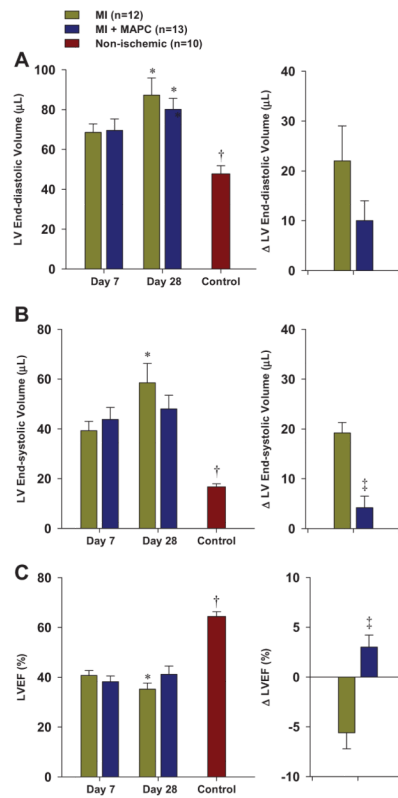 MI (n=12)
MI + MAPC (n=13)
Non-ischemic (n=10)
A
LV End-diastolic Volume (μL)
100
80
60
40
20
0
*
*
†
Day 7
Day 28
Control
Δ LV End-diastolic Volume (μL)
40
30
20
10
0
B
LV End-systolic Volume (μL)
80
60
40
20
0
*
†
Day 7
Day 28
Control
Δ LV End-systolic Volume (μL)
40
30
20
10
0
‡
C
LVEF (%)
80
60
40
20
0
*
†
Day 7
Day 28
Control
Δ LVEF (%)
10
5
0
-5
-10
‡